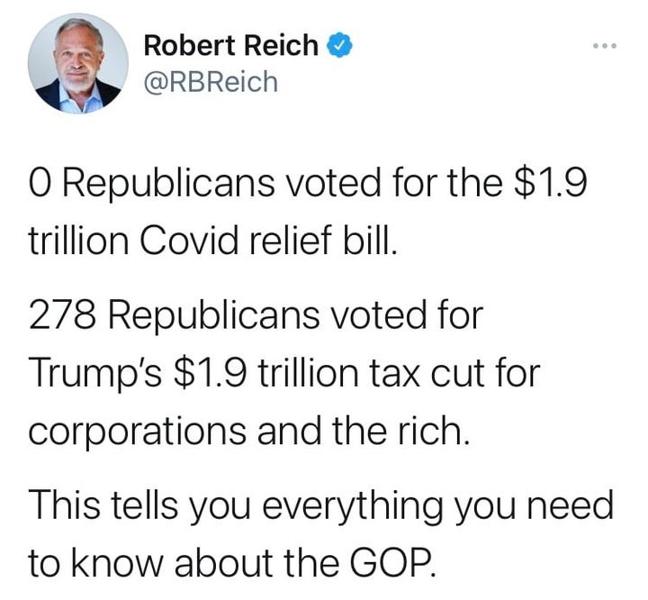 Robert Reich
@RBReich
0 Republicans voted for the $1.9
trillion Covid relief bill.
278 Republicans voted for
Trump's $1.9 trillion tax cut for
corporations and the rich.
This tells you everything you need
to know about the GOP.